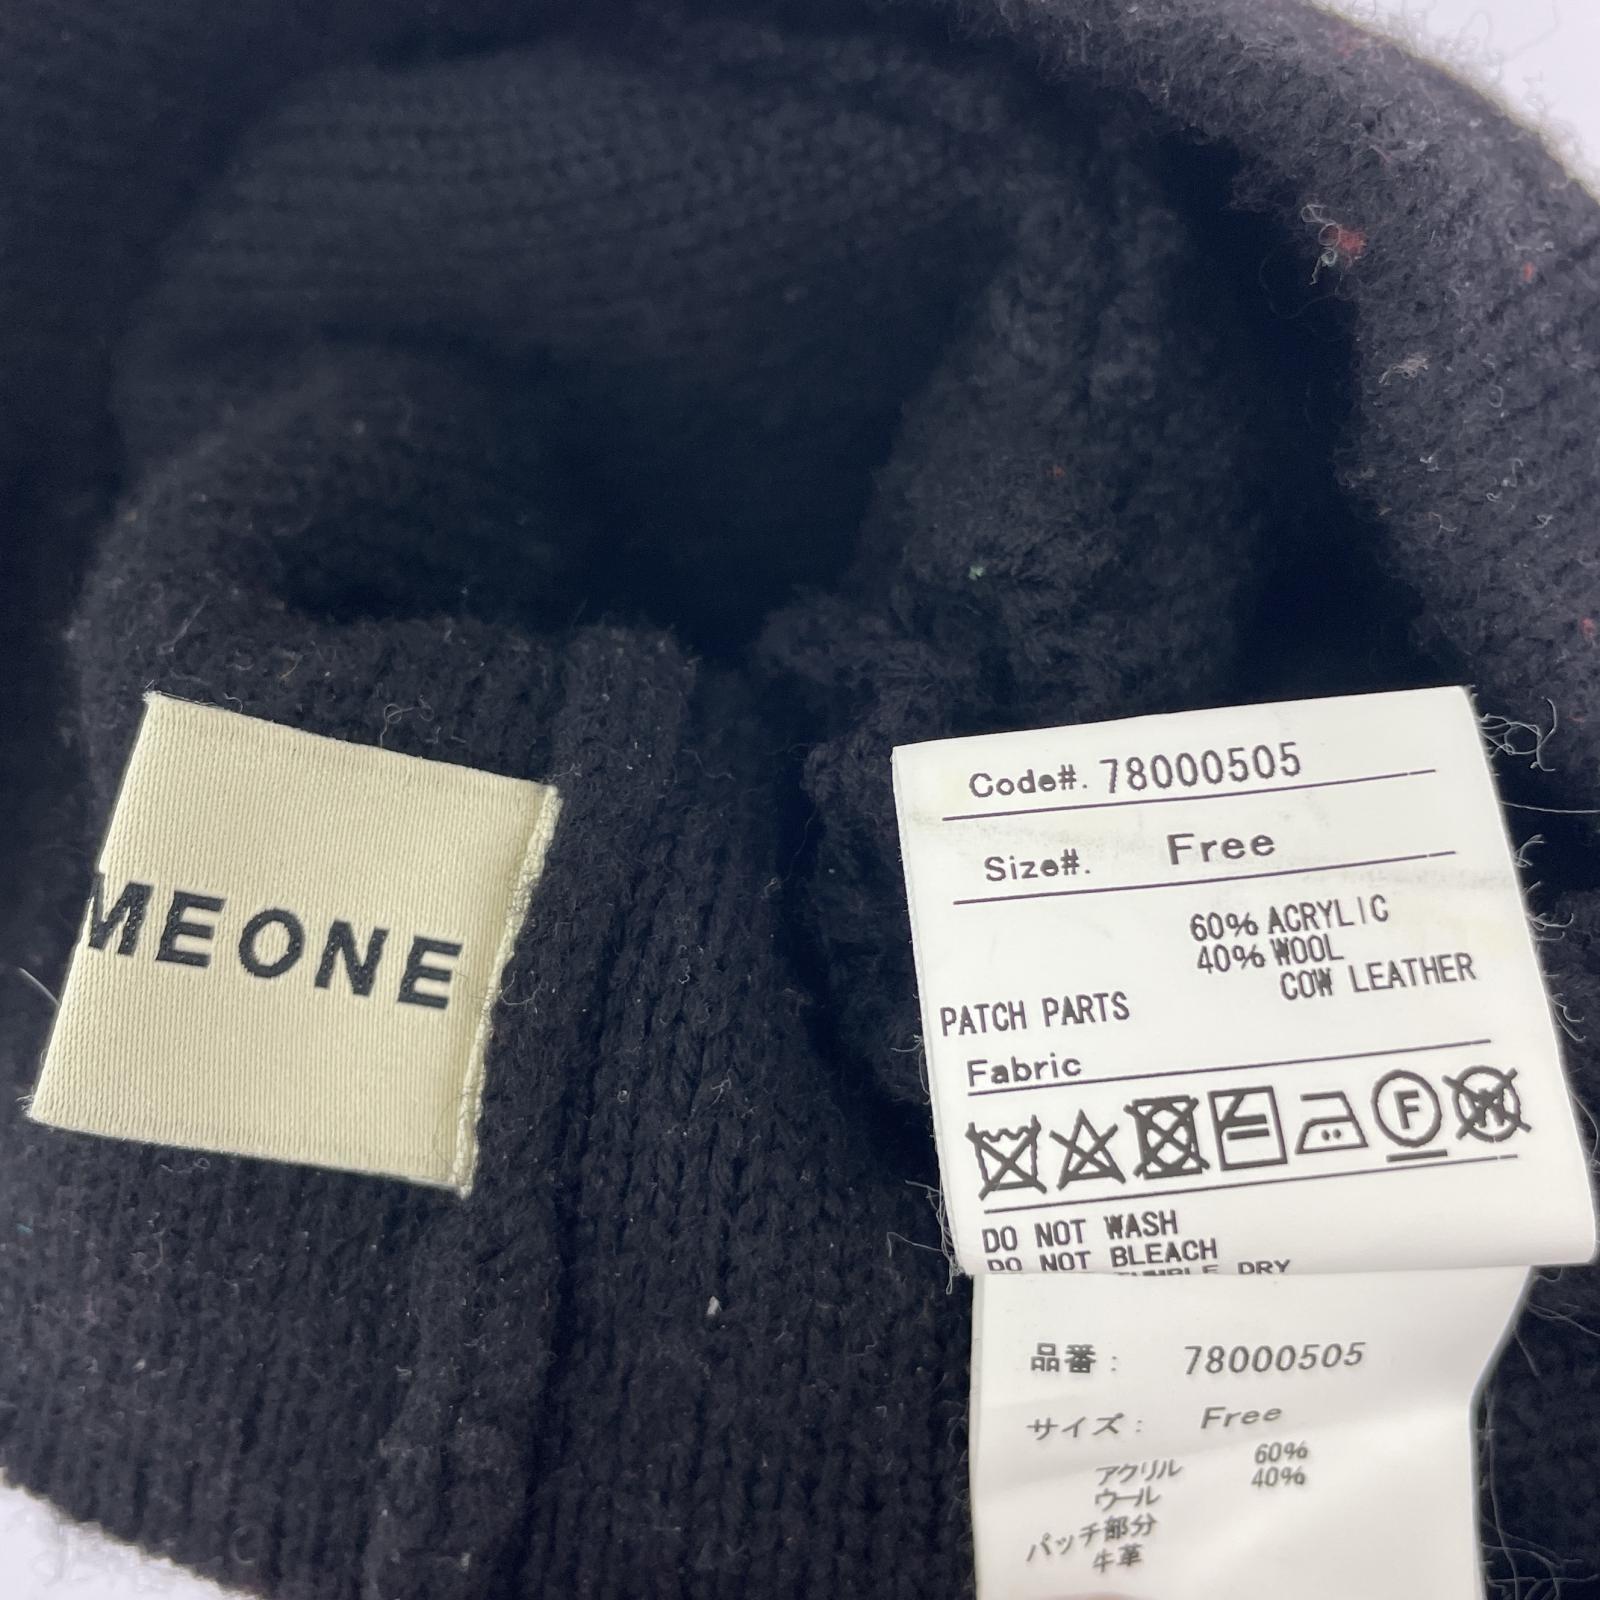 MEONE
Code#. 78000505
Size#. Free
60% ACRYLIC
40% WOOL
COW LEATHER
PATCH PARTS
Fabric
F
W
DO NOT WASH
DO NOT BLEACH
TUMBLE DRY
品番： 78000505
サイズ： Free
アクリル 60%
ウール 40%
パッチ部分
牛革